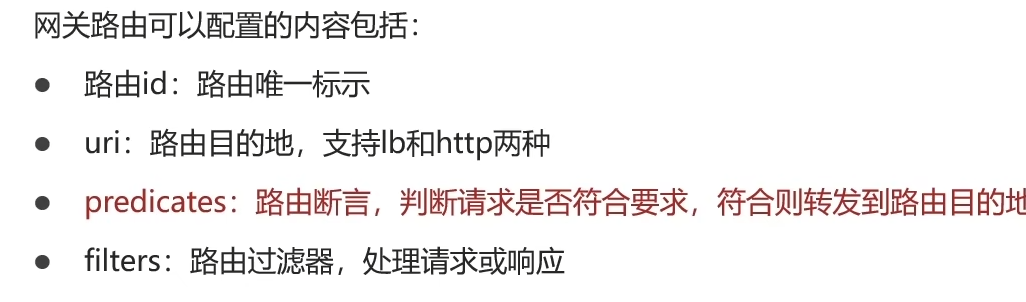 网关路由可以配置的内容包括：
● 路由id：路由唯一标示
● uri：路由目的地，支持lb和http两种
● predicates：路由断言，判断请求是否符合要求，符合则转发到路由目的地
● filters：路由过滤器，处理请求或响应